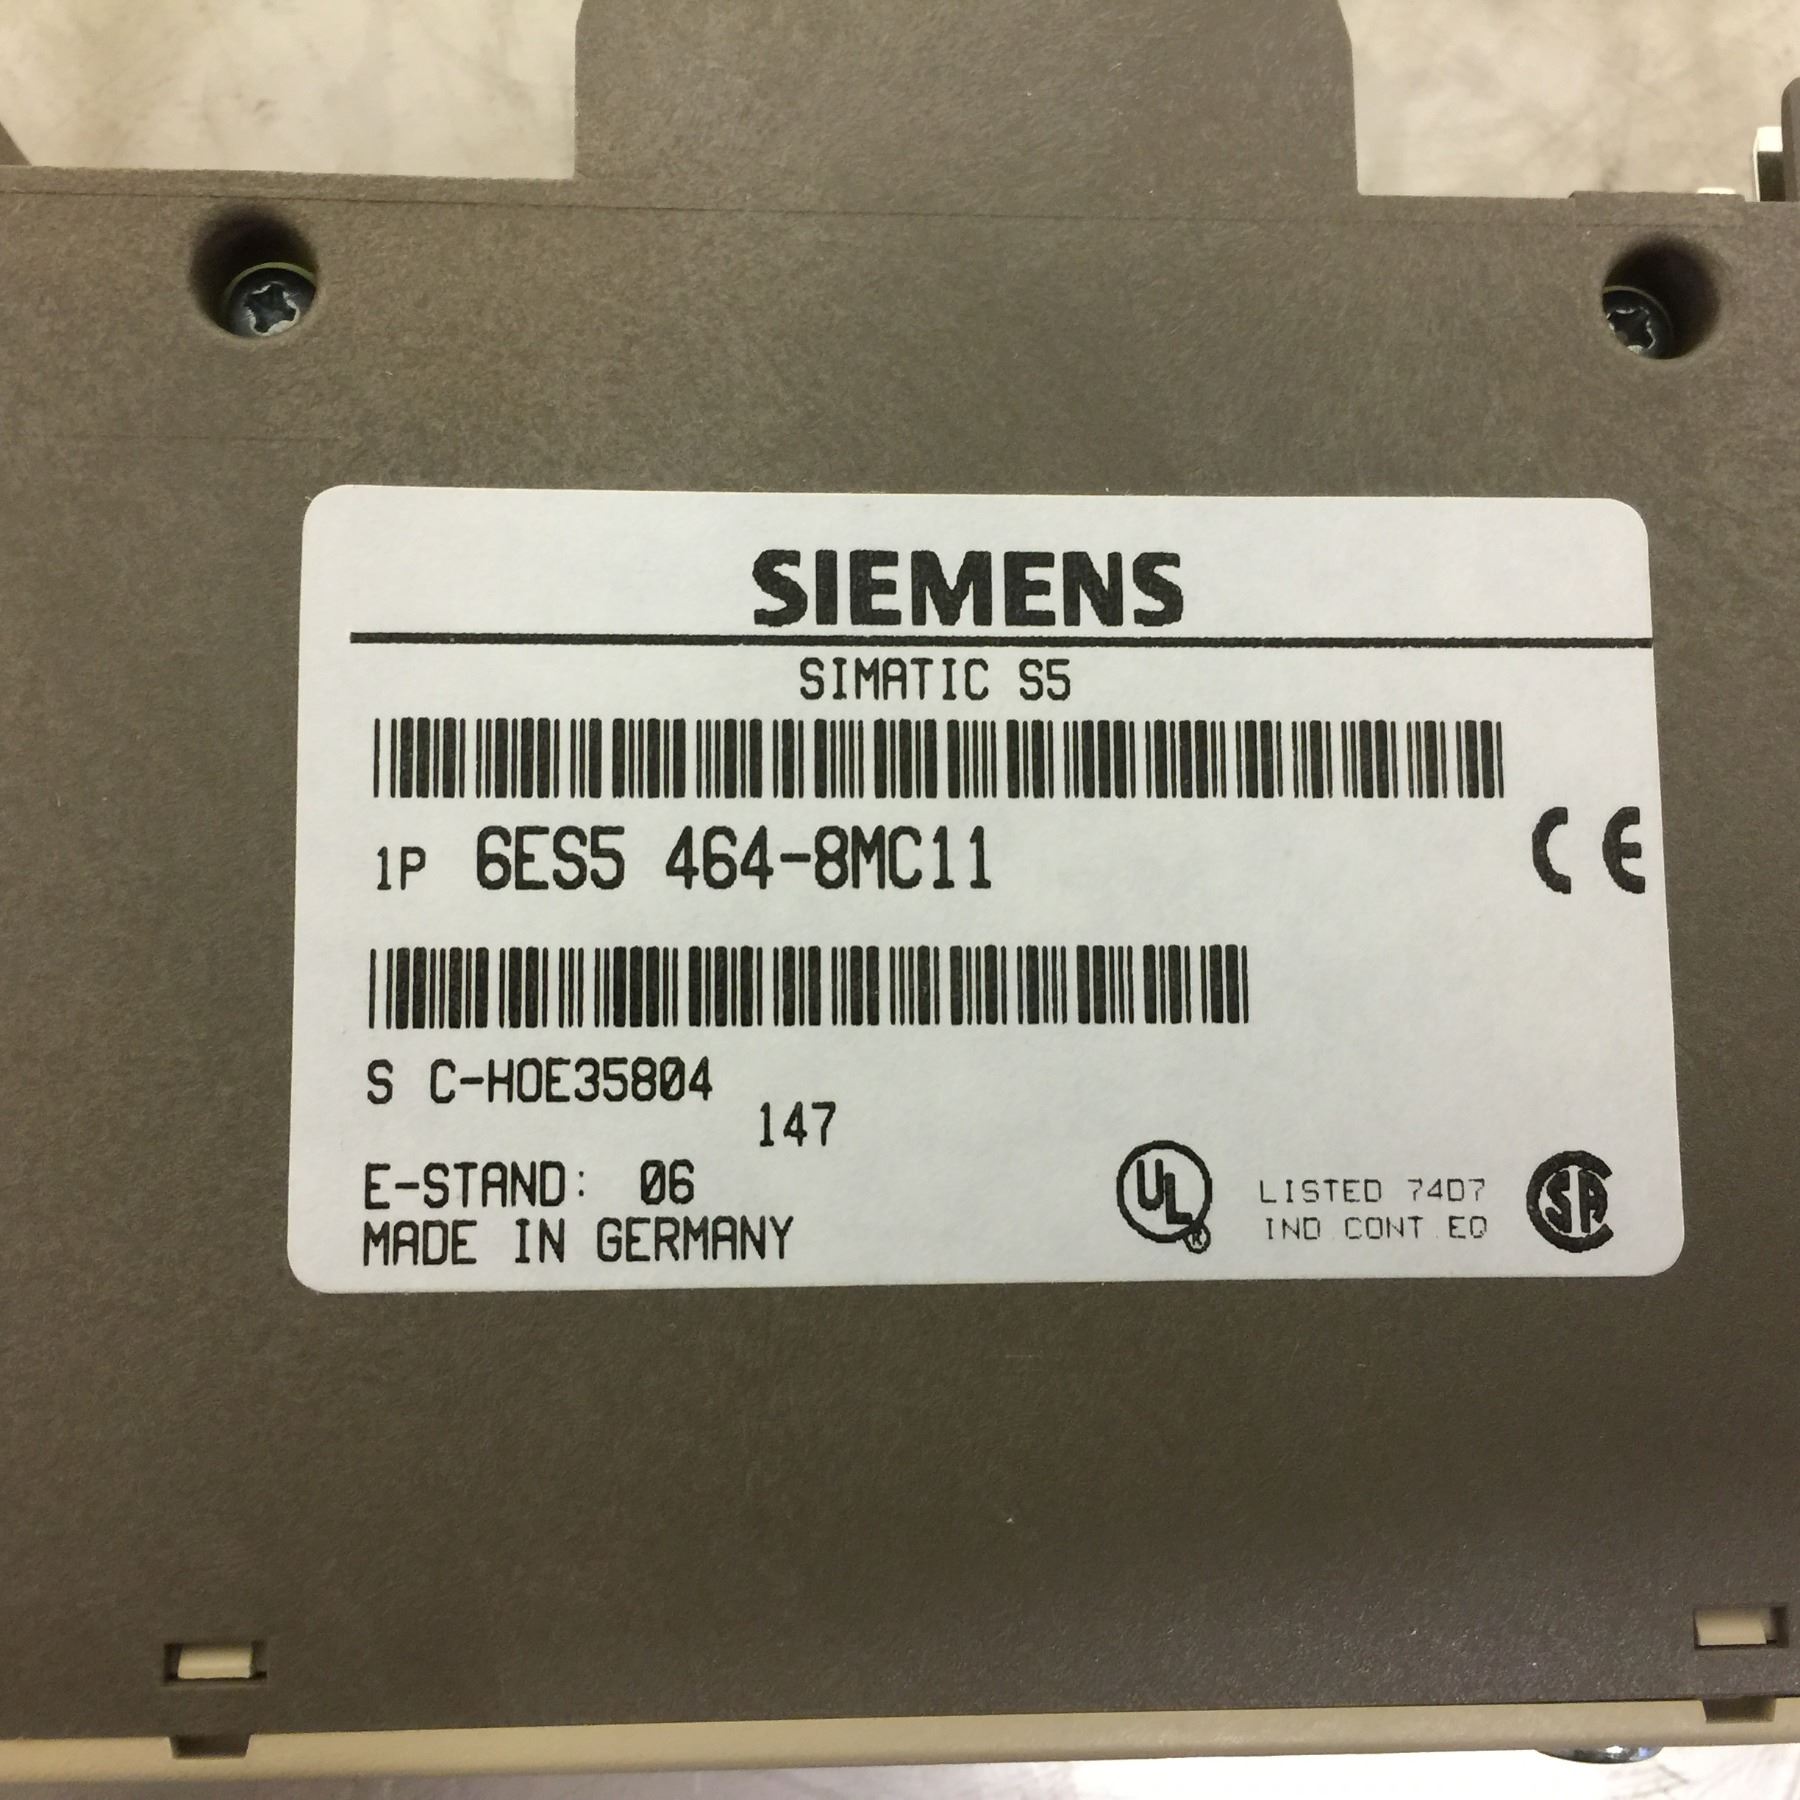 SIEMENS
SIMATIC S5
1P 6ES5 464-8MC11
CE
S C-HOE35804
147
E-STAND: 06
MADE IN GERMANY
UL ®
LISTED 74D7
IND CONT EQ
SA